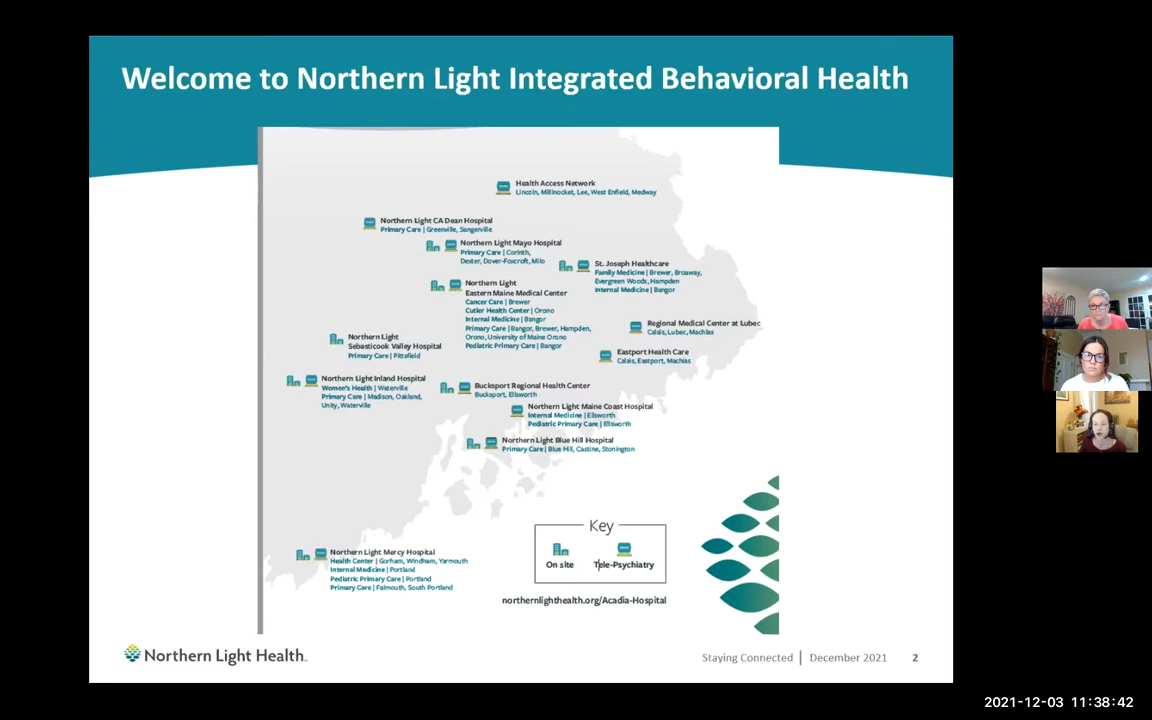 Welcome to Northern Light Integrated Behavioral Health
Health Access Network
Lincoln, Millinocket, Lee, West Enfield, Medway
Northern Light CA Dean Hospital
Primary Care | Greenville, Sangerville
Northern Light Mayo Hospital
Primary Care | Corinth,
Dexter, Dover-Foxcroft, Milo
St. Joseph Healthcare
Family Medicine | Brewer, Broaway,
Evergreen Woods, Hampden
Internal Medicine | Bangor
Northern Light
Eastern Maine Medical Center
Cancer Care | Brewer
Cutler Health Center | Orono
Internal Medicine | Bangor
Primary Care | Bangor, Brewer, Hampden,
Orono, University of Maine Orono
Pediatric Primary Care | Bangor
Regional Medical Center at Lubec
Calais, Lubec, Machias
Northern Light
Sebasticook Valley Hospital
Primary Care | Pittsfield
Eastport Health Care
Calais, Eastport, Machias
Northern Light Inland Hospital
Women's Health | Waterville
Primary Care | Madison, Oakland,
Unity, Waterville
Bucksport Regional Health Center
Bucksport, Ellsworth
Northern Light Maine Coast Hospital
Internal Medicine | Ellsworth
Pediatric Primary Care | Ellsworth
Northern Light Blue Hill Hospital
Primary Care | Blue Hill, Castine, Stonington
Key
On site
Tele-Psychiatry
northernlighthealth.org/Acadia-Hospital
Northern Light Mercy Hospital
Health Center | Gorham, Windham, Yarmouth
Internal Medicine | Portland
Pediatric Primary Care | Portland
Primary Care | Falmouth, South Portland
Northern Light Health.
Staying Connected | December 2021 2
2021-12-03 11:38:42